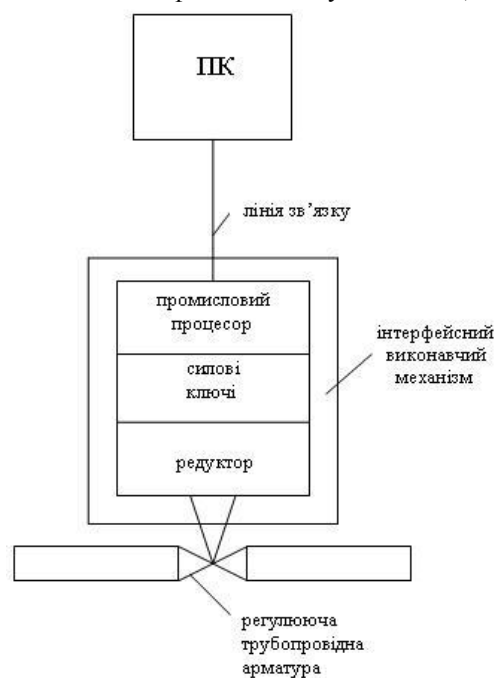 ПК
лінія зв’язку
промисловий
процесор
силові
ключі
редуктор
інтерфейсний
виконавчий
механізм
регулююча
трубопровідна
арматура